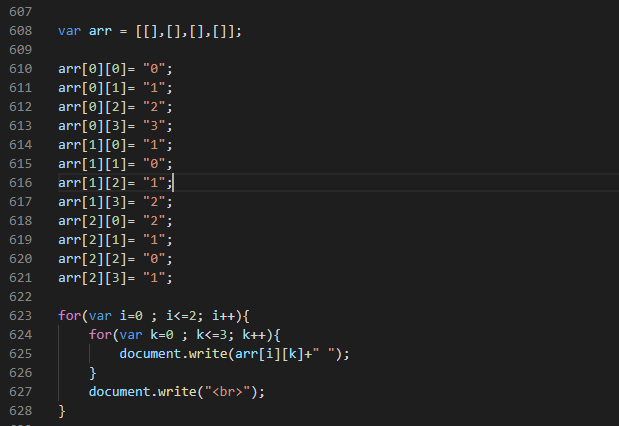 607
608 var arr = [[],[],[],[]];
609
610 arr[0][0]= "0";
611 arr[0][1]= "1";
612 arr[0][2]= "2";
613 arr[0][3]= "3";
614 arr[1][0]= "1";
615 arr[1][1]= "0";
616 arr[1][2]= "1";
617 arr[1][3]= "2";
618 arr[2][0]= "2";
619 arr[2][1]= "1";
620 arr[2][2]= "0";
621 arr[2][3]= "1";
622
623 for(var i=0 ; i<=2; i++){
624     for(var k=0 ; k<=3; k++){
625         document.write(arr[i][k]+" ");
626     }
627     document.write("<br>");
628 }